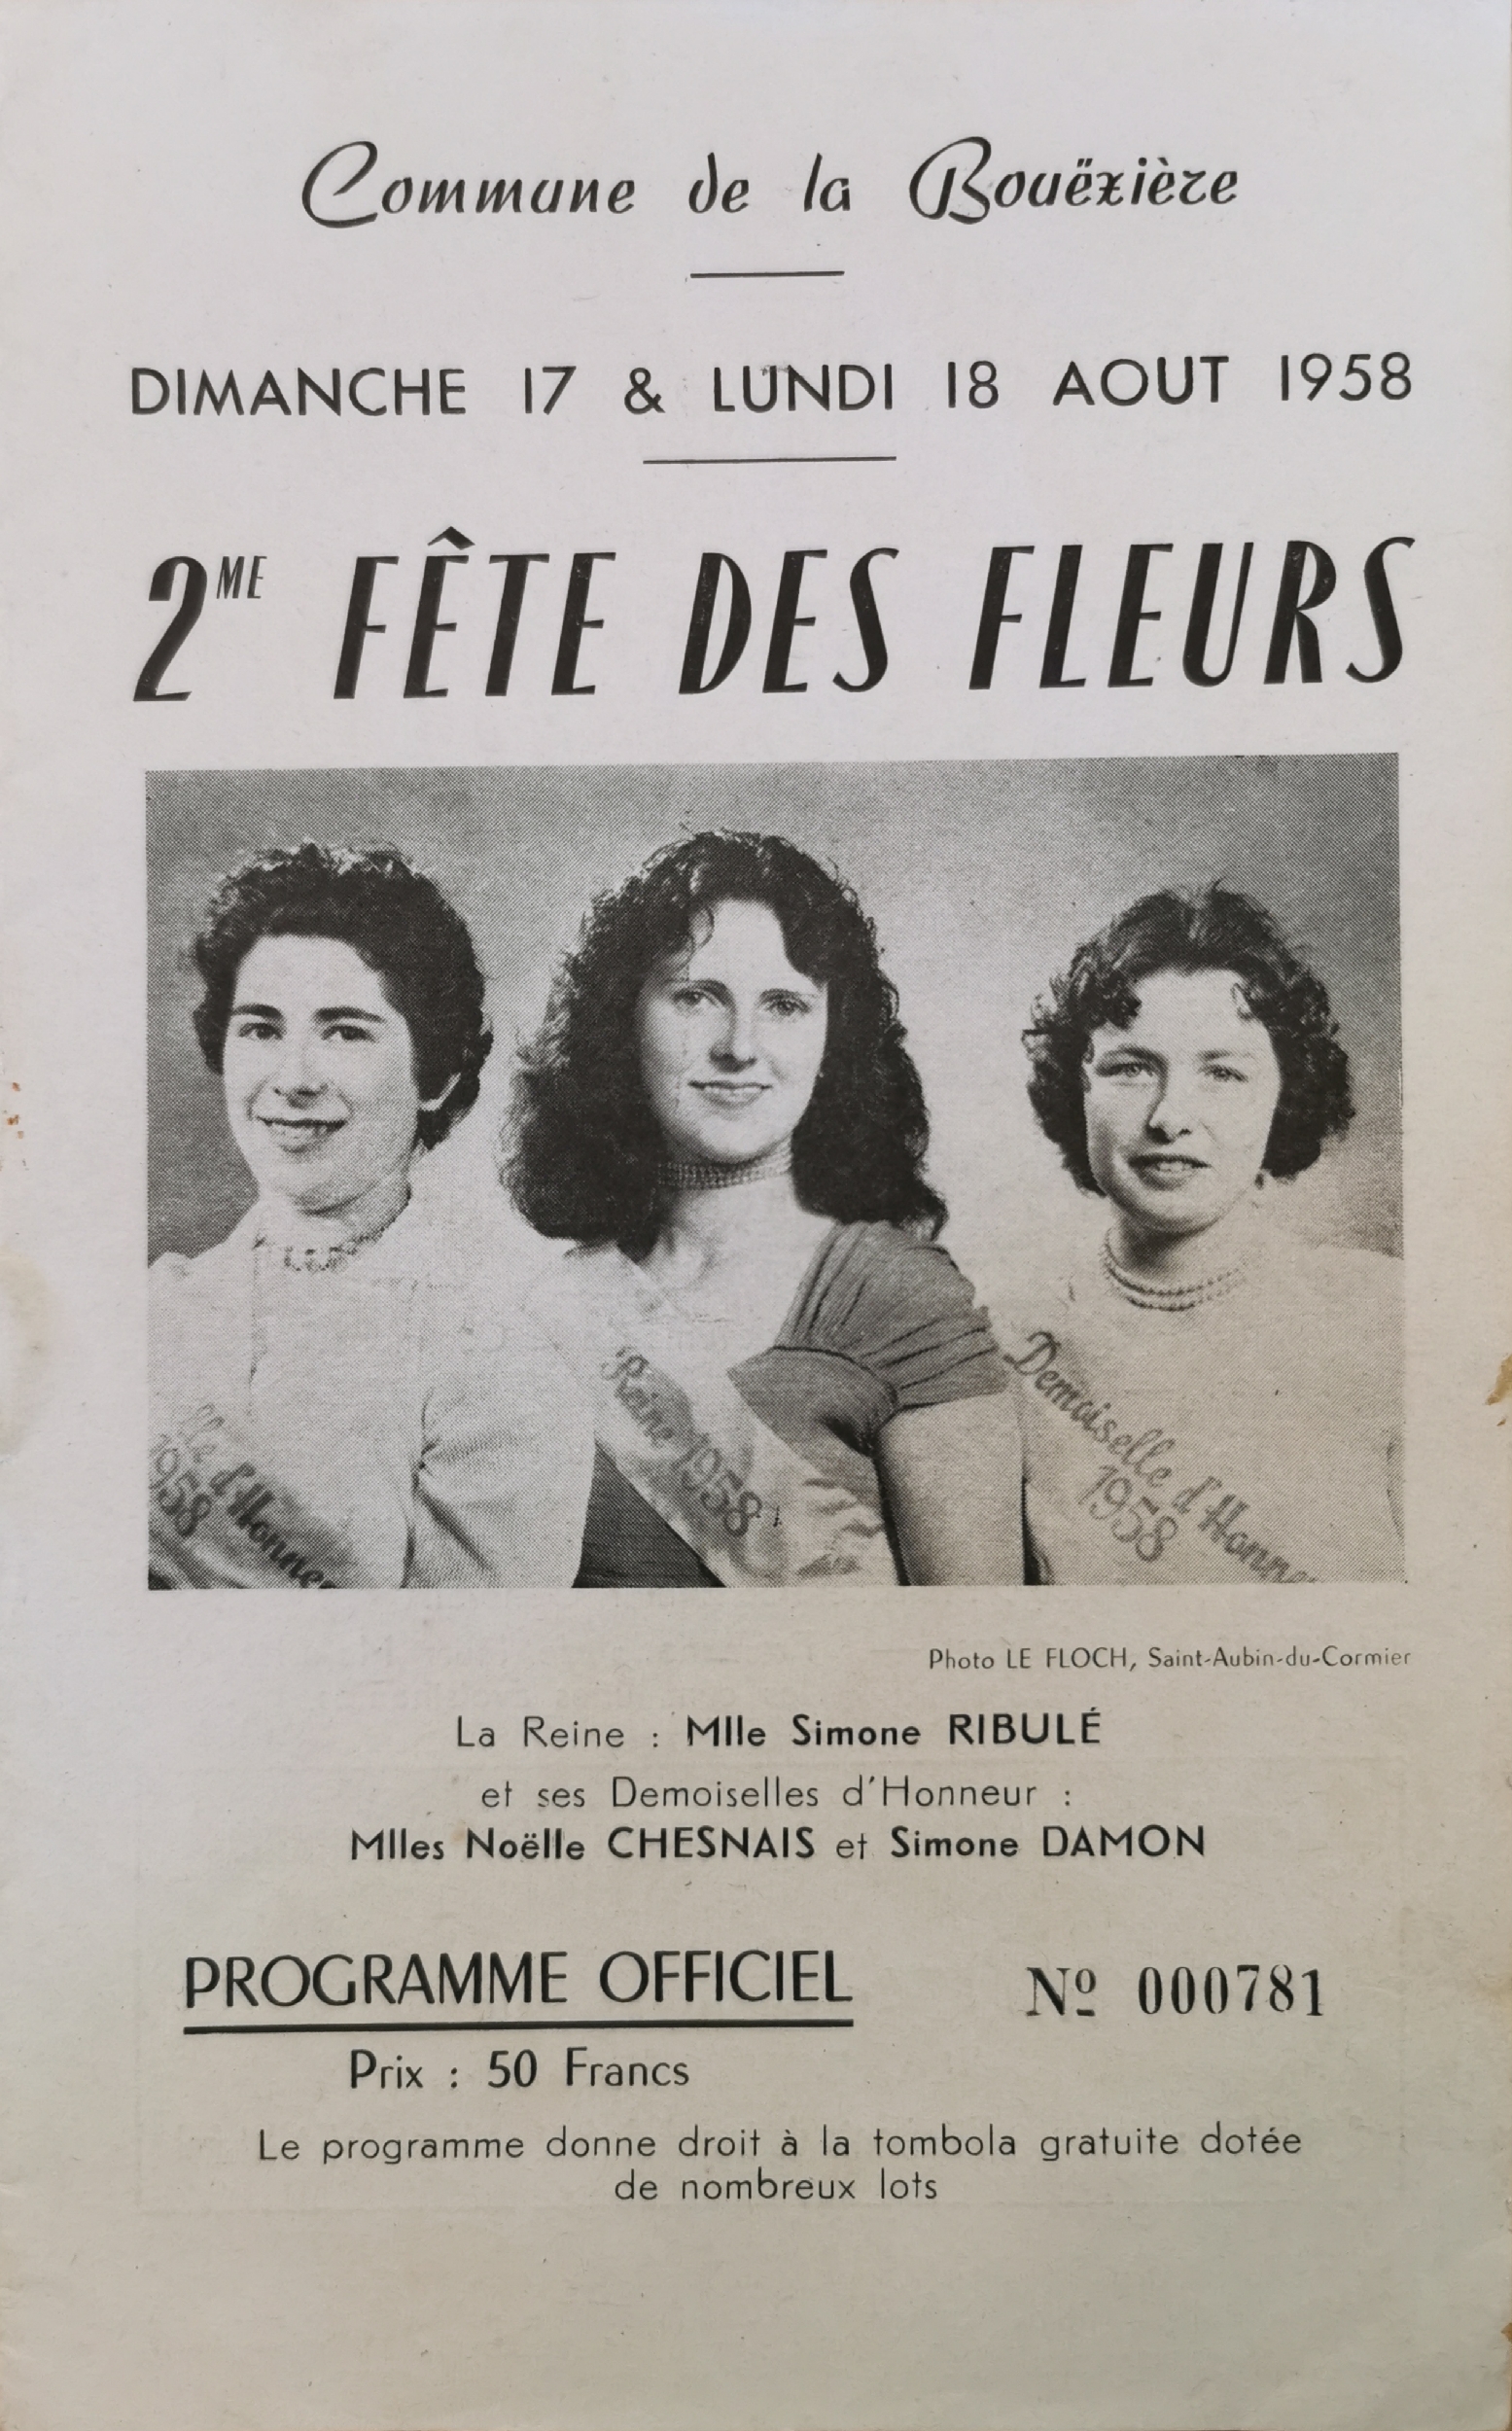 Commune de la Bouëxière
DIMANCHE 17 & LUNDI 18 AOUT 1958
2ME FÊTE DES FLEURS
lle d'Honne
1958
Reine 1958
Demoiselle d'Honne
1958
Photo LE FLOCH, Saint-Aubin-du-Cormier
La Reine : Mlle Simone RIBULÉ
et ses Demoiselles d'Honneur :
Mlles Noëlle CHESNAIS et Simone DAMON
PROGRAMME OFFICIEL Nº 000781
Prix : 50 Francs
Le programme donne droit à la tombola gratuite dotée
de nombreux lots